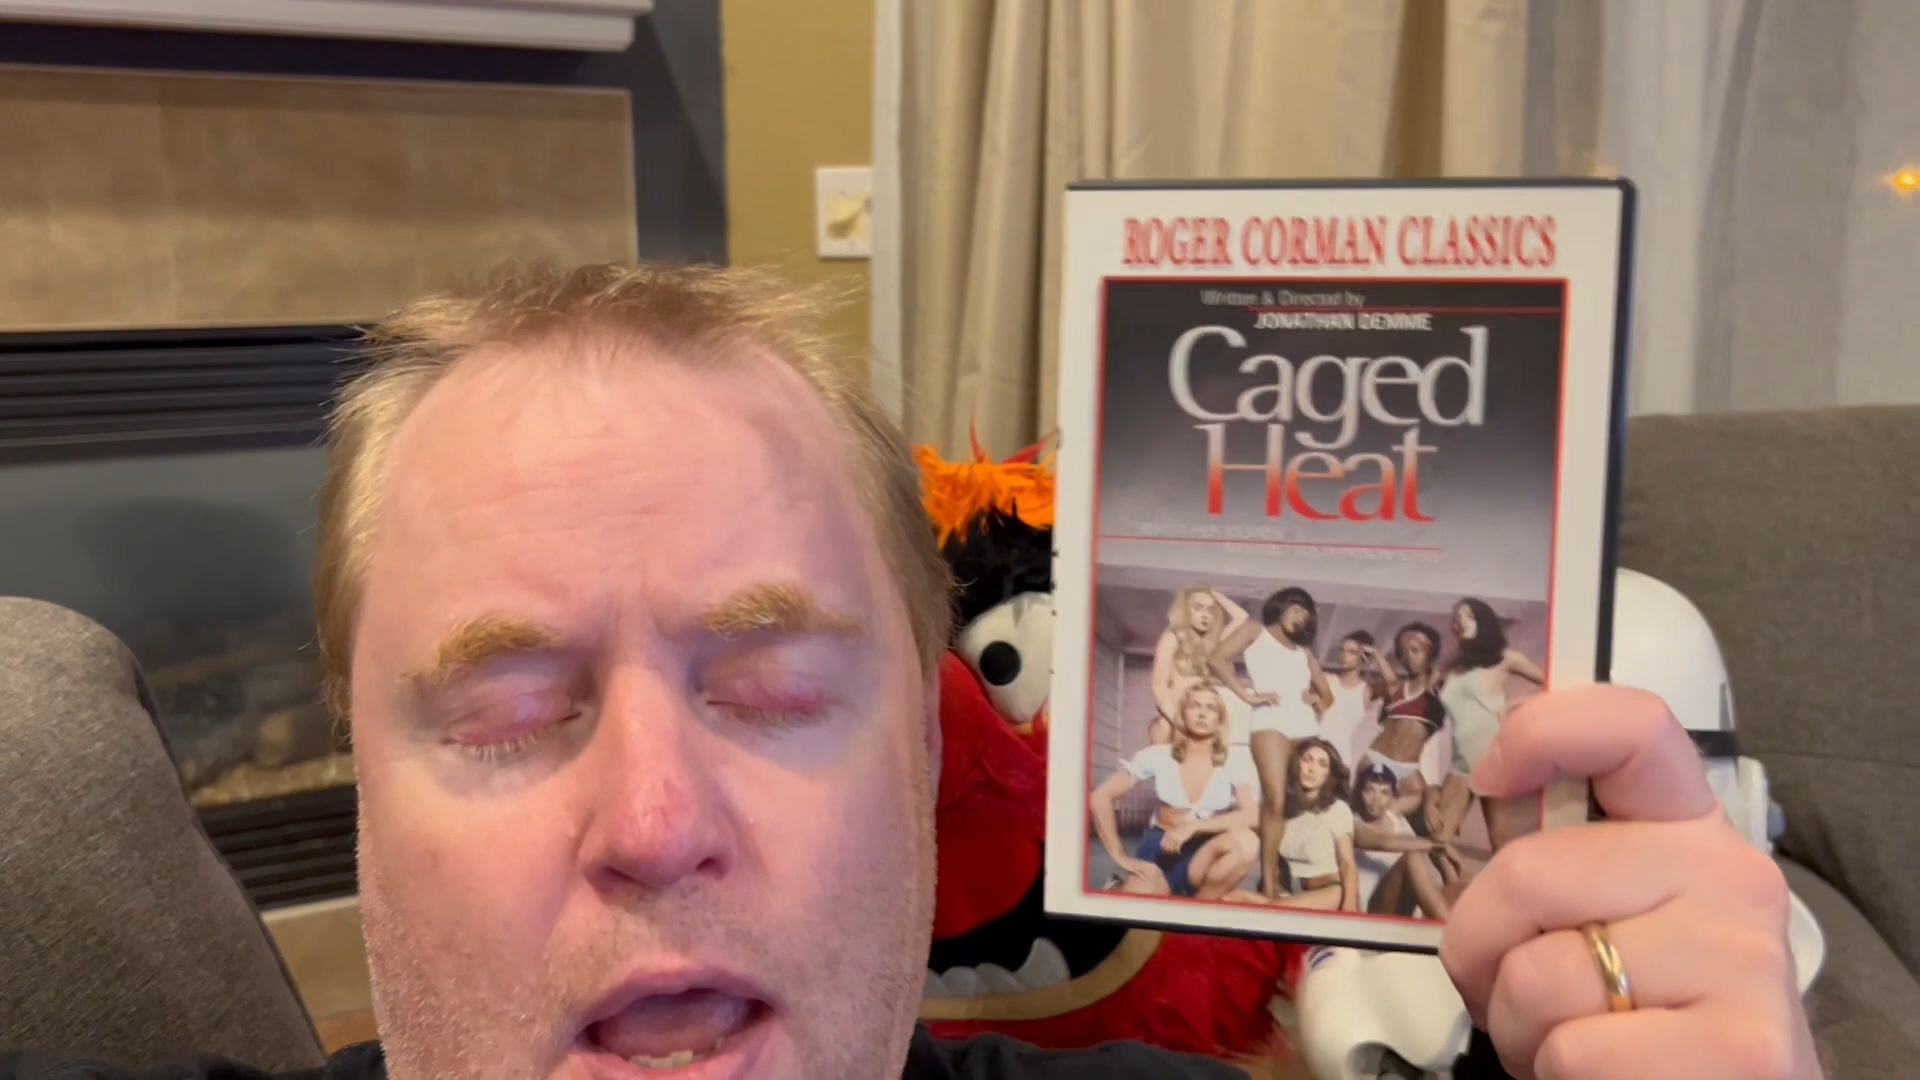 ROGER CORMAN CLASSICS
Written & Directed by
JONATHAN DEMME
Caged
Heat